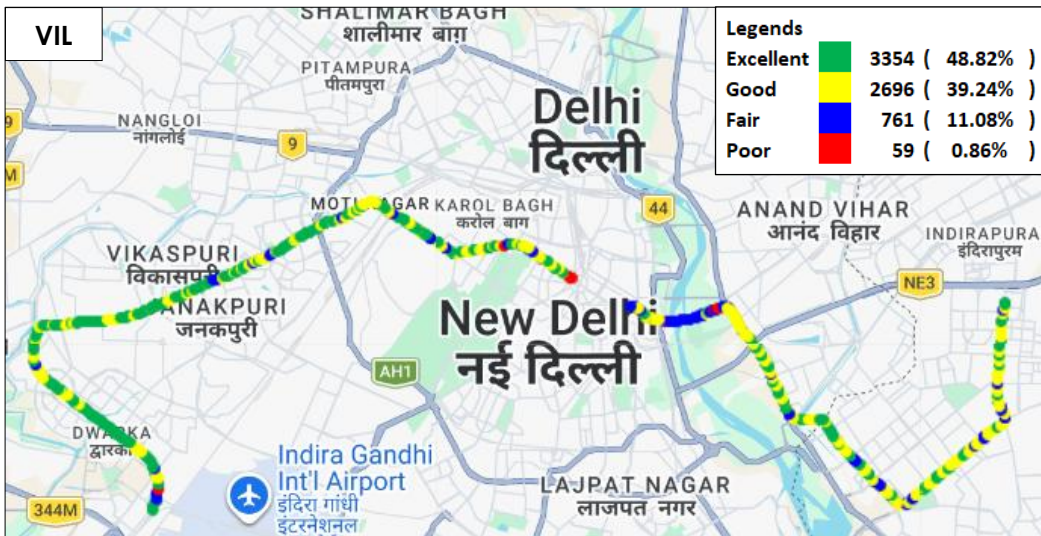 VIL
SHALIMAR BAGH
शालीमार बाग़
PITAMPURA
पीतमपुरा
NANGLOI
नांगलोई
9
9
M
Delhi
दिल्ली
Legends
Excellent 3354 ( 48.82% )
Good 2696 ( 39.24% )
Fair 761 ( 11.08% )
Poor 59 ( 0.86% )
KAROL BAGH
करोल बाग
44
ANAND VIHAR
आनंद विहार
INDIRAPURA
इंदिरापुरम
VIKASPURI
विकासपुरी
ANAKPURI
जनकपुरी
NE3
New Delhi
नई दिल्ली
AH1
DWARKA
द्वारका
Indira Gandhi
Int'l Airport
इंदिरा गांधी
इंटरनेशनल
LAJPAT NAGAR
लाजपत नगर
344M